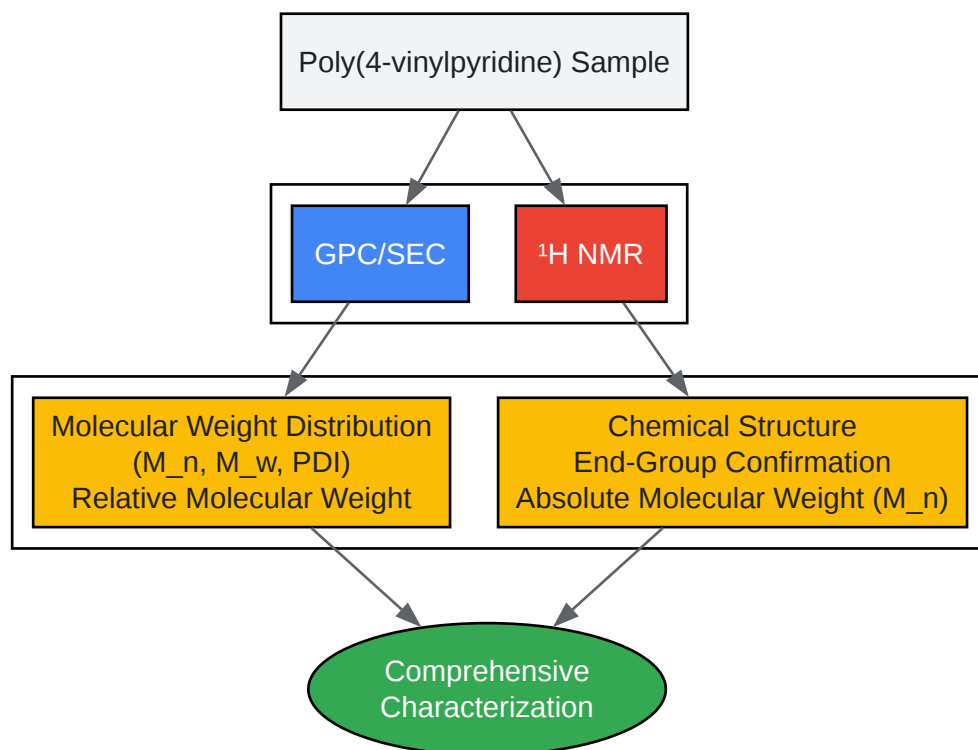 Poly(4-vinylpyridine) Sample
GPC/SEC
¹H NMR
Molecular Weight Distribution
(M_n, M_w, PDI)
Relative Molecular Weight
Chemical Structure
End-Group Confirmation
Absolute Molecular Weight (M_n)
Comprehensive
Characterization